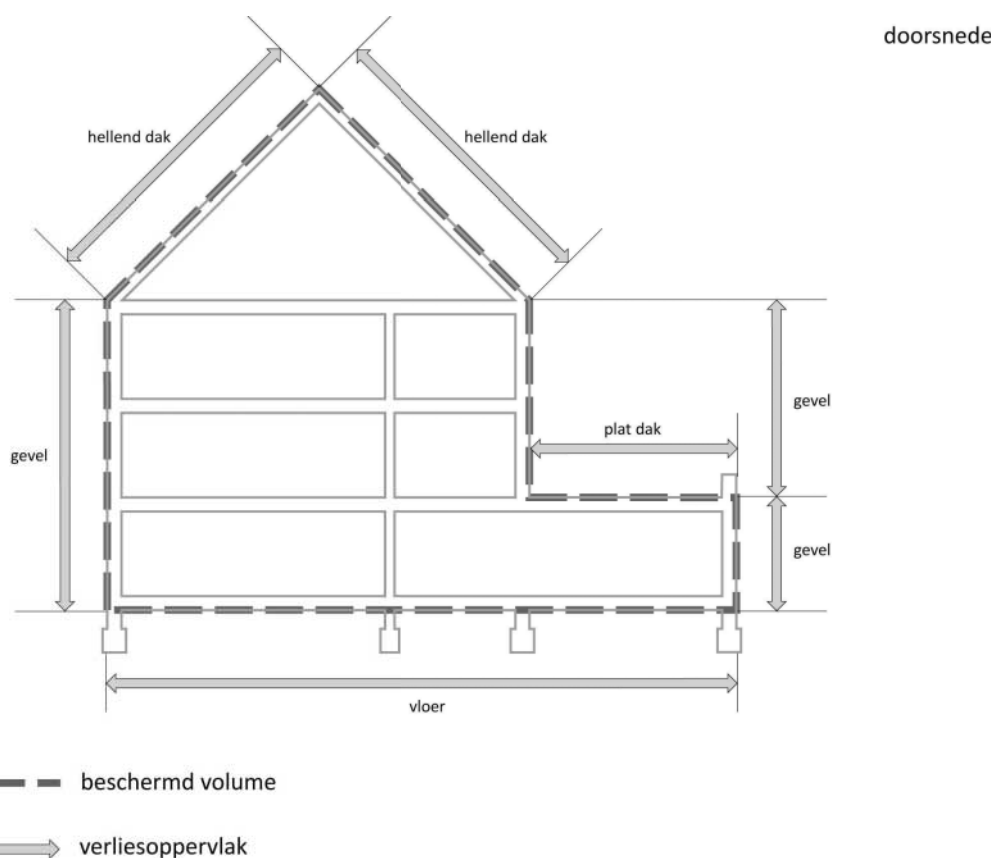 doorsnede
hellend dak
hellend dak
gevel
plat dak
gevel
gevel
vloer
beschermd volume
verliesoppervlak